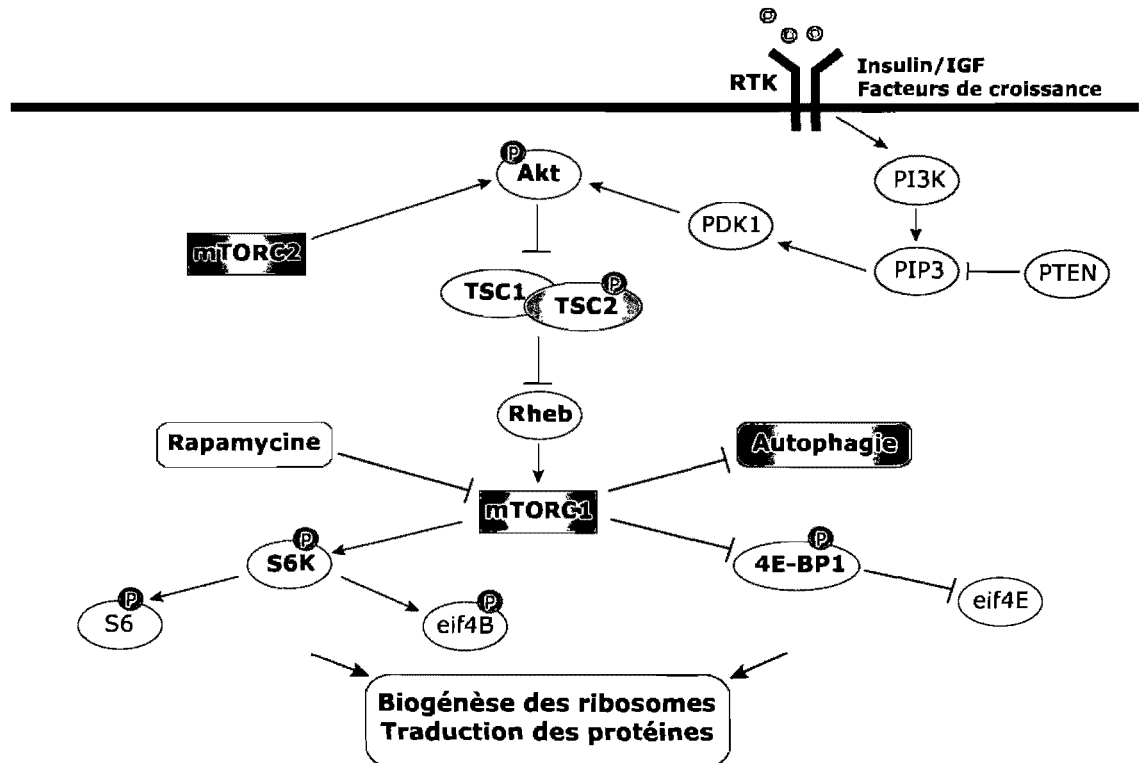 Insulin/IGF
RTK
Facteurs de croissance
P
Akt
PI3K
PDK1
mTORC2
PIP3
PTEN
P
TSC1
TSC2
Rheb
Rapamycine
Autophagie
mTORC1
P
S6K
P
4E-BP1
P
S6
P
eif4B
eif4E
Biogénèse des ribosomes
Traduction des protéines